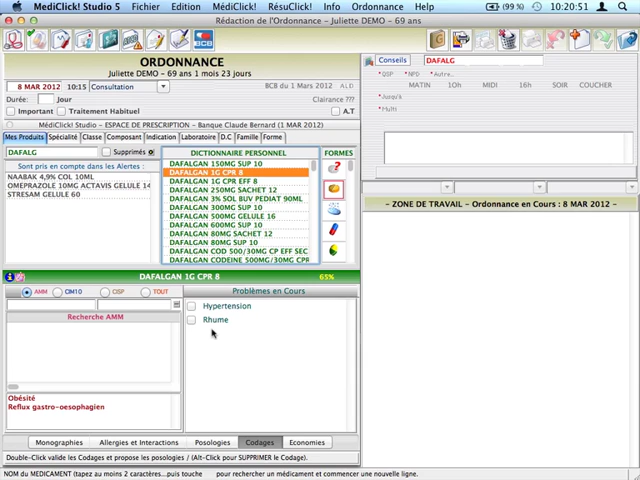 MédiClick! Studio 5 Fichier Edition MédiClick! RésuClick! Info Ordonnance Help (99 %) 10:20:51
Rédaction de l'Ordonnance - Juliette DEMO - 69 ans
BCB
ORDONNANCE
Juliette DEMO - 69 ans 1 mois 23 jours
8 MAR 2012 10:15 Consultation BCB du 1 Mars 2012 ALD
Durée: Jour Clairance ???
Important Traitement Habituel A.T
MédiClick! Studio - ESPACE DE PRESCRIPTION - Banque Claude Bernard (1 MAR 2012)
Mes Produits Spécialité Classe Composant Indication Laboratoire D.C Famille Forme
DAFALG Supprimés DICTIONNAIRE PERSONNEL FORMES
Sont pris en compte dans les Alertes :
NAABAK 4,9% COL 10ML
OMEPRAZOLE 10MG ACTAVIS GELULE 14
STRESAM GELULE 60
DAFALGAN 150MG SUP 10
DAFALGAN 1G CPR 8
DAFALGAN 1G CPR EFF 8
DAFALGAN 250MG SACHET 12
DAFALGAN 3% SOL BUV PEDIAT 90ML
DAFALGAN 300MG SUP 10
DAFALGAN 500MG GELULE 16
DAFALGAN 600MG SUP 10
DAFALGAN 80MG SACHET 12
DAFALGAN 80MG SUP 10
DAFALGAN COD 500/30MG CP EFF SEC
DAFALGAN CODEINE 500MG/30MG CP
DAFALGAN 1G CPR 8 65%
AMM CIM10 CISP TOUT Problèmes en Cours
Recherche AMM
Hypertension
Rhume
Obésité
Reflux gastro-oesophagien
Monographies Allergies et Interactions Posologies Codages Economies
Double-Click valide les Codages et propose les posologies / (Alt-Click pour SUPPRIMER le Codage).
NOM du MEDICAMENT (tapez au moins 2 caractères...puis touche pour rechercher un médicament et commencer une nouvelle ligne.
Conseils DAFALG
QSP NPD Autre..
MATIN 10H MIDI 16H SOIR COUCHER
Jusqu'à
Multi
- ZONE DE TRAVAIL - Ordonnance en Cours : 8 MAR 2012 -